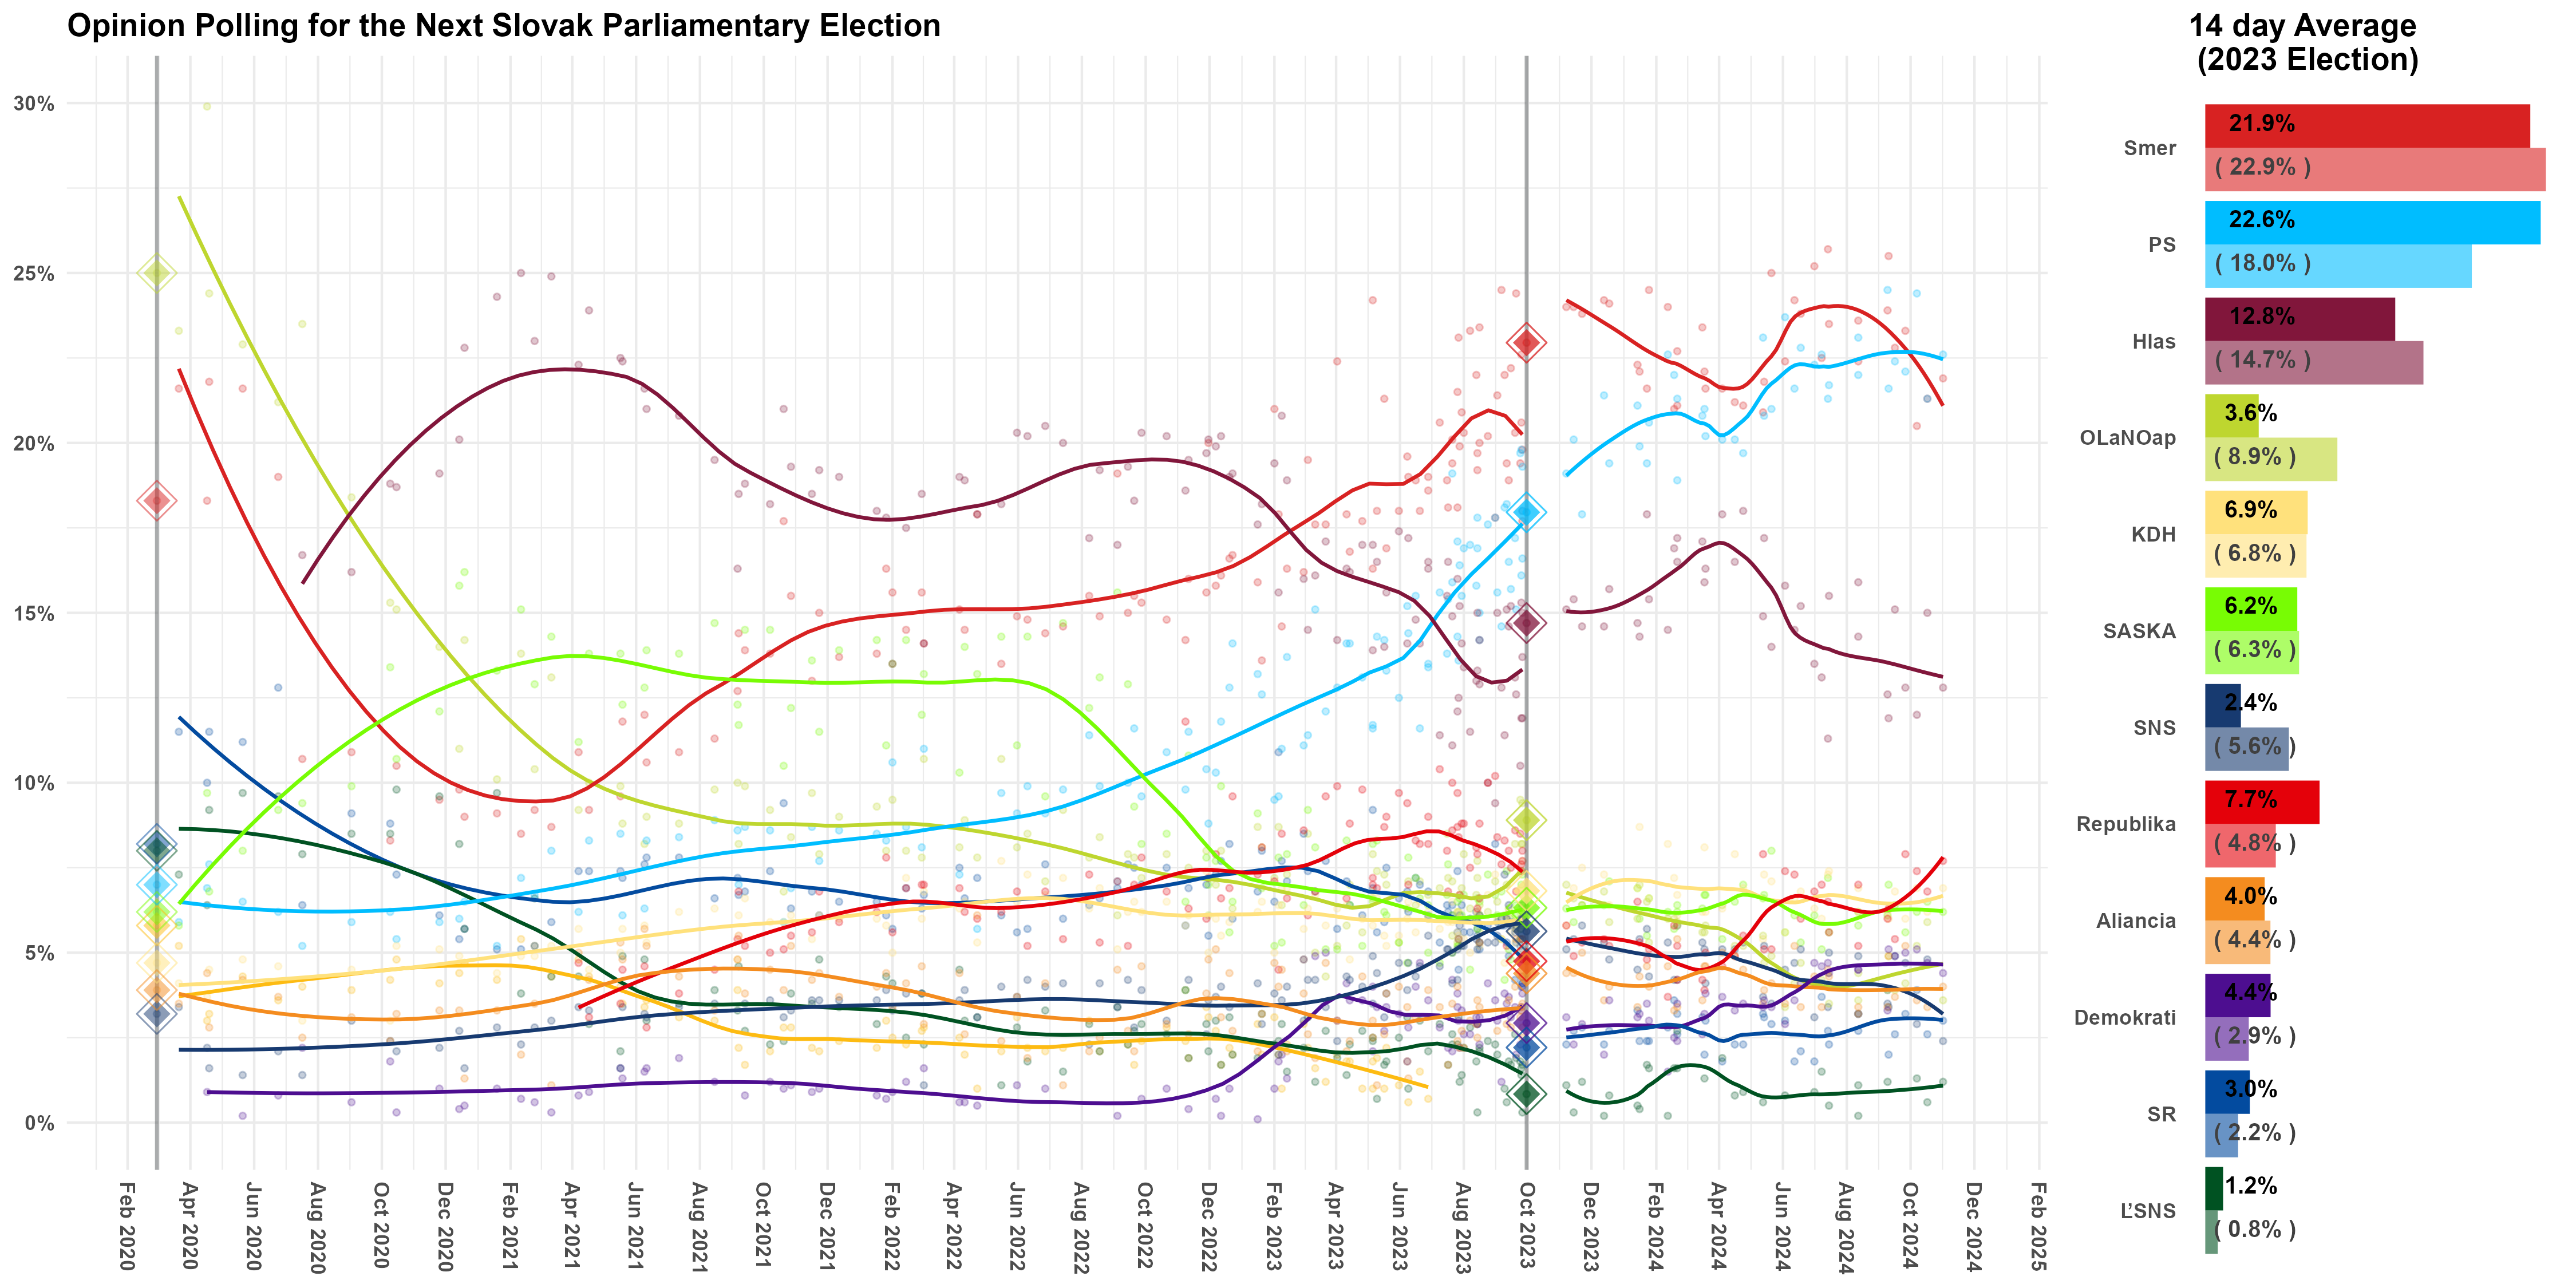 Opinion Polling for the Next Slovak Parliamentary Election
14 day Average
(2023 Election)
30%
25%
20%
15%
10%
5%
0%
Feb 2020
Apr 2020
Jun 2020
Aug 2020
Oct 2020
Dec 2020
Feb 2021
Apr 2021
Jun 2021
Aug 2021
Oct 2021
Dec 2021
Feb 2022
Apr 2022
Jun 2022
Aug 2022
Oct 2022
Dec 2022
Feb 2023
Apr 2023
Jun 2023
Aug 2023
Oct 2023
Dec 2023
Feb 2024
Apr 2024
Jun 2024
Aug 2024
Oct 2024
Dec 2024
Feb 2025
Smer
21.9%
( 22.9% )
PS
22.6%
( 18.0% )
Hlas
12.8%
( 14.7% )
OLaNOap
3.6%
( 8.9% )
KDH
6.9%
( 6.8% )
SASKA
6.2%
( 6.3% )
SNS
2.4%
( 5.6% )
Republika
7.7%
( 4.8% )
Aliancia
4.0%
( 4.4% )
Demokrati
4.4%
( 2.9% )
SR
3.0%
( 2.2% )
ĽSNS
1.2%
( 0.8% )